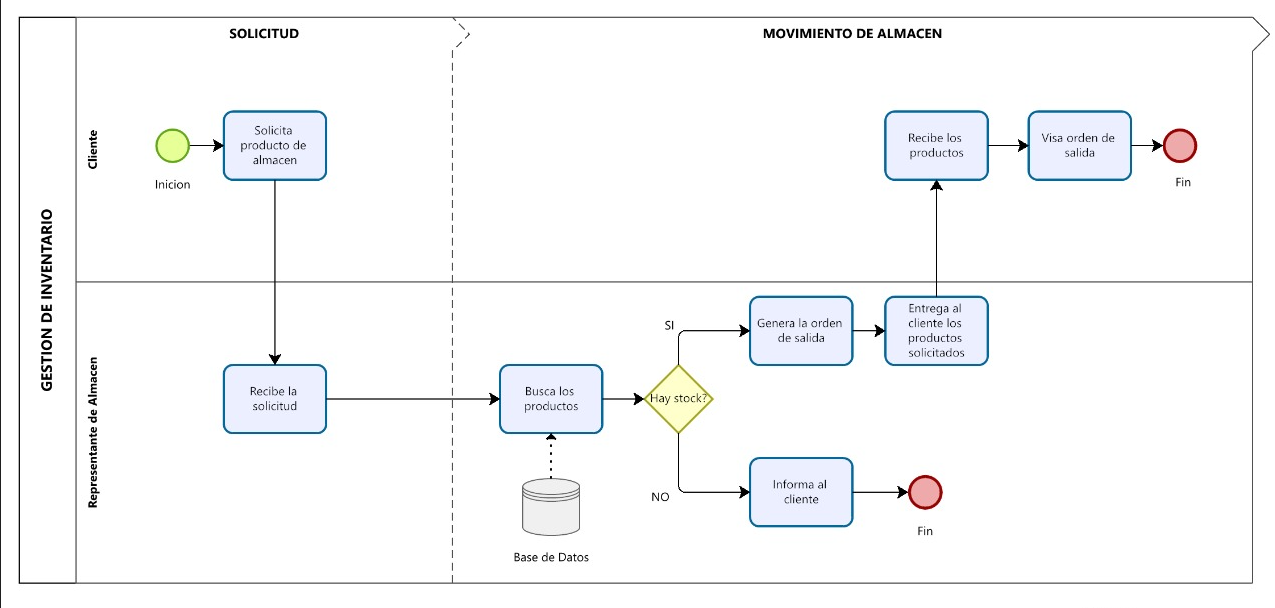 SOLICITUD
MOVIMIENTO DE ALMACEN
GESTION DE INVENTARIO
Cliente
Inicion
Solicita
producto de
almacen
Recibe los
productos
Visa orden de
salida
Fin
Representante de Almacen
Recibe la
solicitud
Busca los
productos
Base de Datos
Hay stock?
SI
Genera la orden
de salida
Entrega al
cliente los
productos
solicitados
NO
Informa al
cliente
Fin